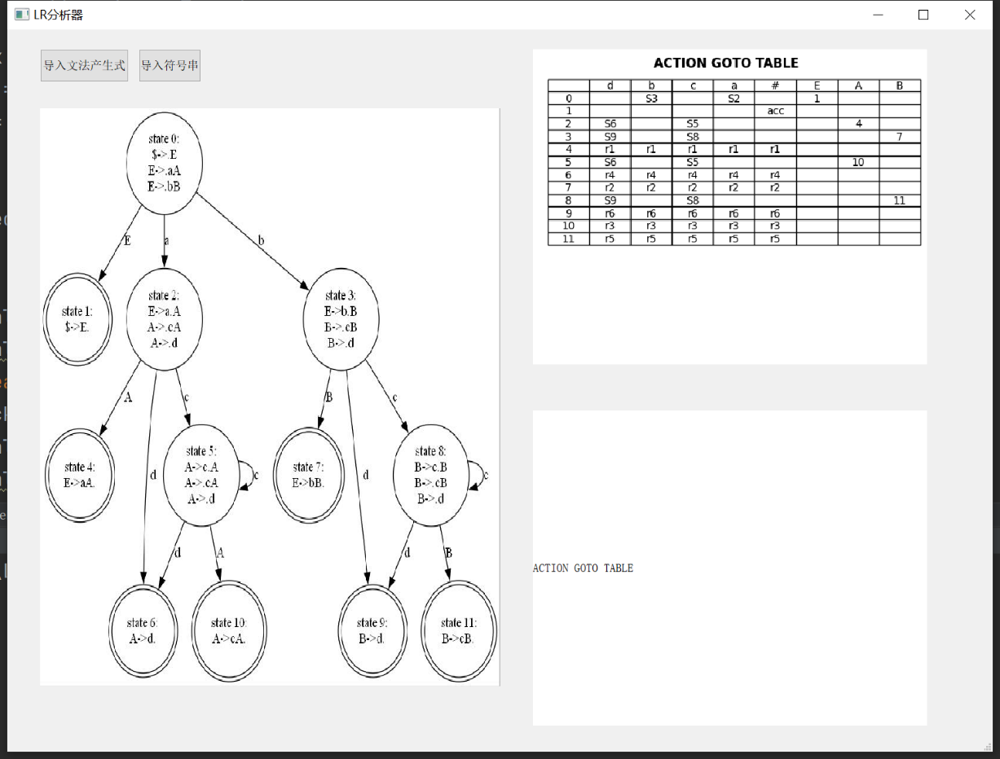 LR分析器
导入文法产生式 导入符号串
state 0:
$->.E
E->.aA
E->.bB
E a b
state 1:
$->E.
state 2:
E->a.A
A->.cA
A->.d
state 3:
E->b.B
B->.cB
B->.d
A c B c
d d
state 4:
E->aA.
state 5:
A->c.A
A->.cA
A->.d
c
state 7:
E->bB.
state 8:
B->c.B
B->.cB
B->.d
c
d A d B
state 6:
A->d.
state 10:
A->cA.
state 9:
B->d.
state 11:
B->cB.
ACTION GOTO TABLE
d b c a # E A B
0 S3 S2 1
1 acc
2 S6 S5 4
3 S9 S8 7
4 r1 r1 r1 r1 r1
5 S6 S5 10
6 r4 r4 r4 r4 r4
7 r2 r2 r2 r2 r2
8 S9 S8 11
9 r6 r6 r6 r6 r6
10 r3 r3 r3 r3 r3
11 r5 r5 r5 r5 r5
ACTION GOTO TABLE